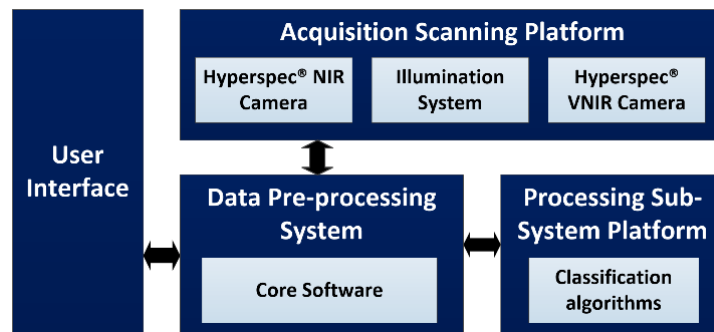 Acquisition Scanning Platform
Hyperspec® NIR
Camera
Illumination
System
Hyperspec®
VNIR Camera
User
Interface
Data Pre-processing
System
Core Software
Processing Sub-
System Platform
Classification
algorithms